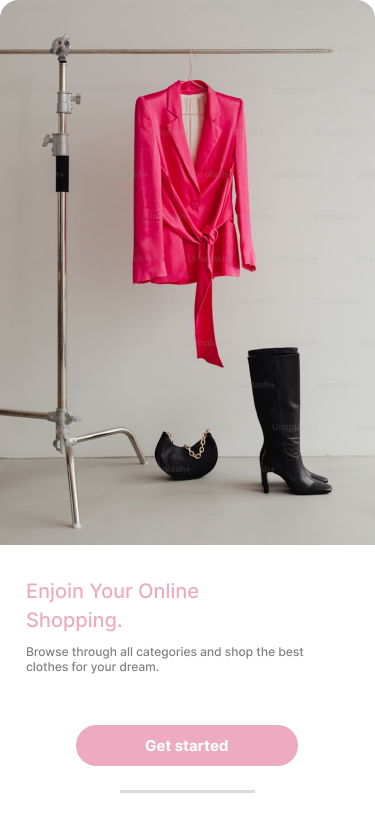 Enjoin Your Online
Shopping.
Browse through all categories and shop the best
clothes for your dream.
Get started